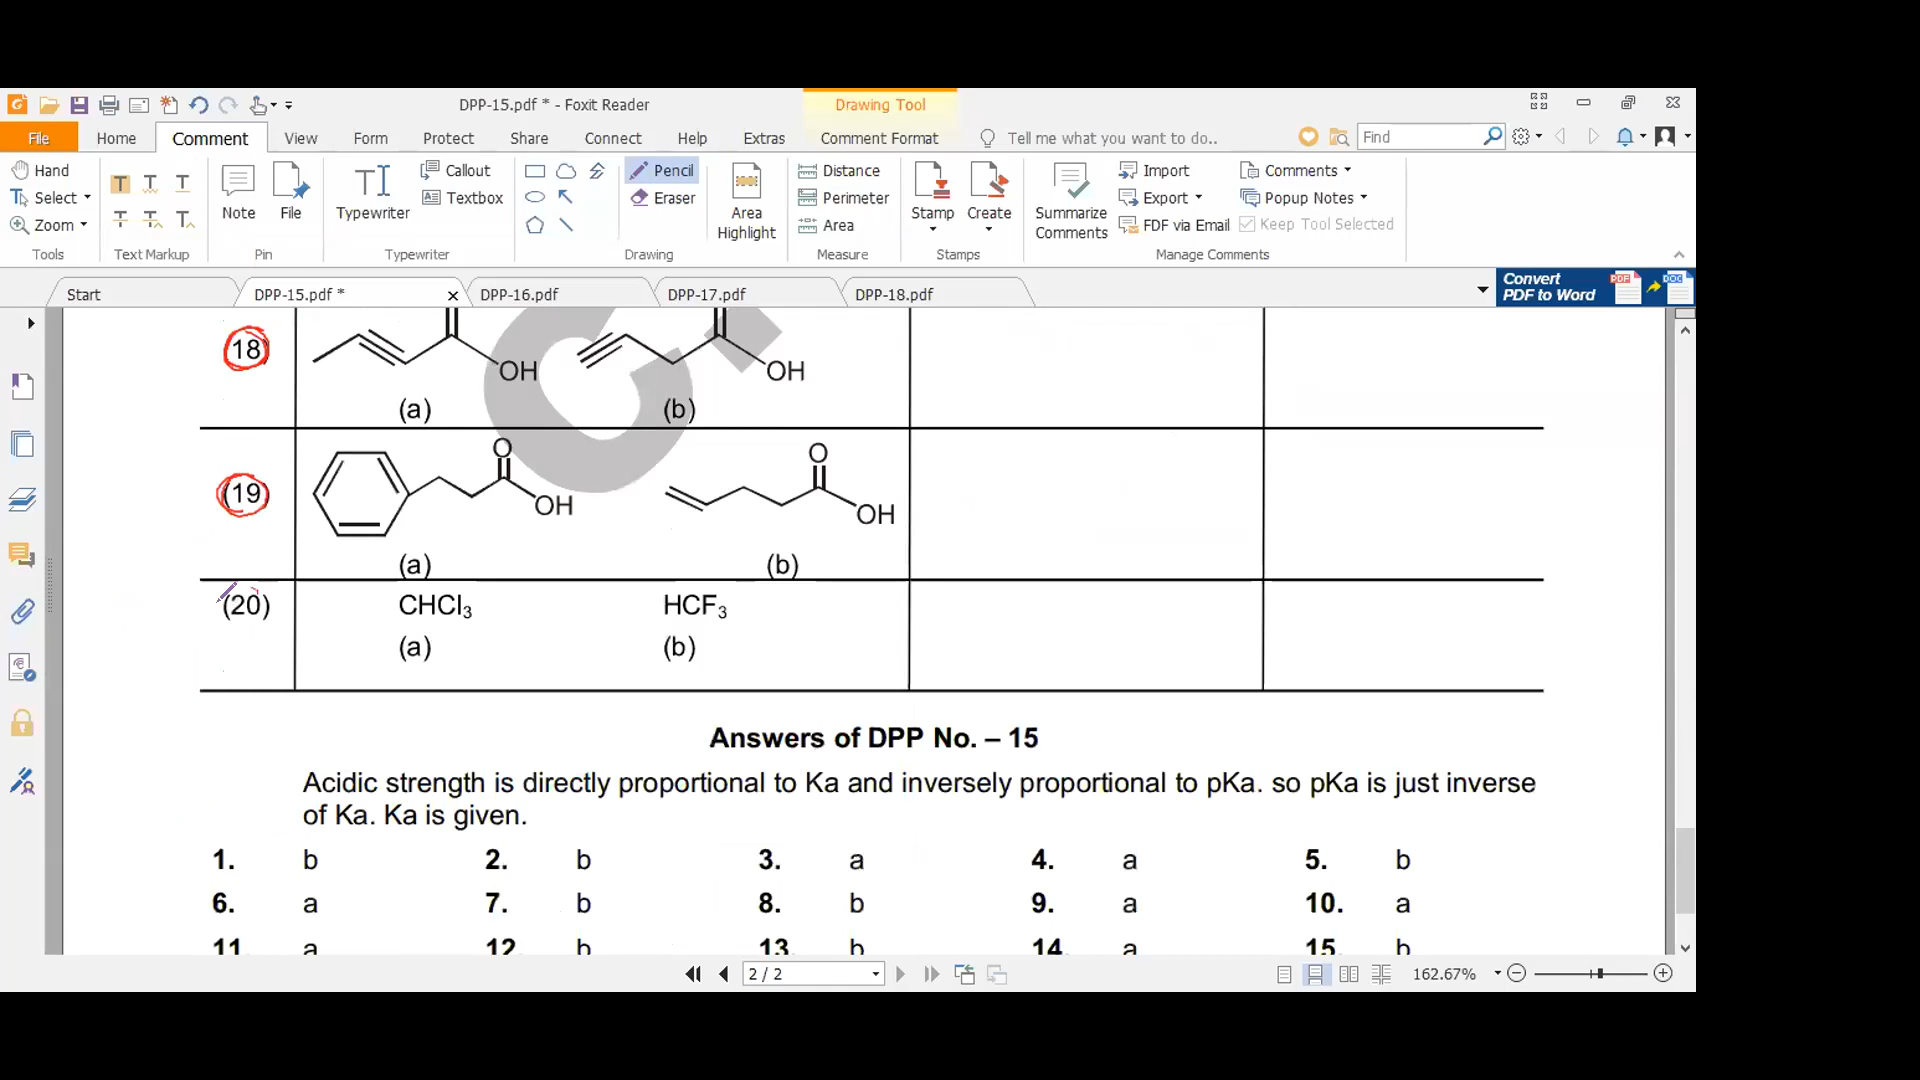 DPP-15.pdf * - Foxit Reader
Drawing Tool
File Home Comment View Form Protect Share Connect Help Extras Comment Format Tell me what you want to do.. Find
Hand
Select
Zoom
Tools
T T T
T T T
Text Markup
Note
File
Pin
Typewriter
Typewriter
Callout
Textbox
Drawing
Pencil
Eraser
Area
Highlight
Distance
Perimeter
Area
Measure
Stamp
Create
Stamps
Summarize
Comments
Import
Export
FDF via Email
Comments
Popup Notes
Keep Tool Selected
Manage Comments
Start DPP-15.pdf * DPP-16.pdf DPP-17.pdf DPP-18.pdf
Convert
PDF to Word
PDF DOC
(18) OH OH
(a) (b)
(19) O OH O OH
(a) (b)
(20) CHCl3 HCF3
(a) (b)
Answers of DPP No. – 15
Acidic strength is directly proportional to Ka and inversely proportional to pKa. so pKa is just inverse
of Ka. Ka is given.
1. b 2. b 3. a 4. a 5. b
6. a 7. b 8. b 9. a 10. a
11. a 12. b 13. b 14. a 15. b
2 / 2
162.67%